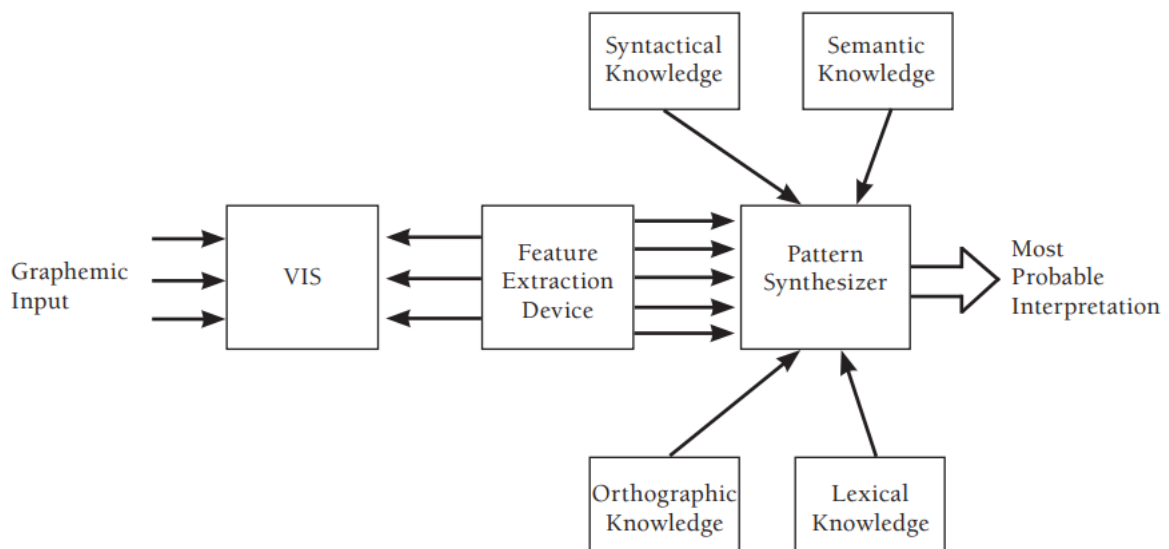 Syntactical
Knowledge
Semantic
Knowledge
Graphemic
Input
VIS
Feature
Extraction
Device
Pattern
Synthesizer
Most
Probable
Interpretation
Orthographic
Knowledge
Lexical
Knowledge